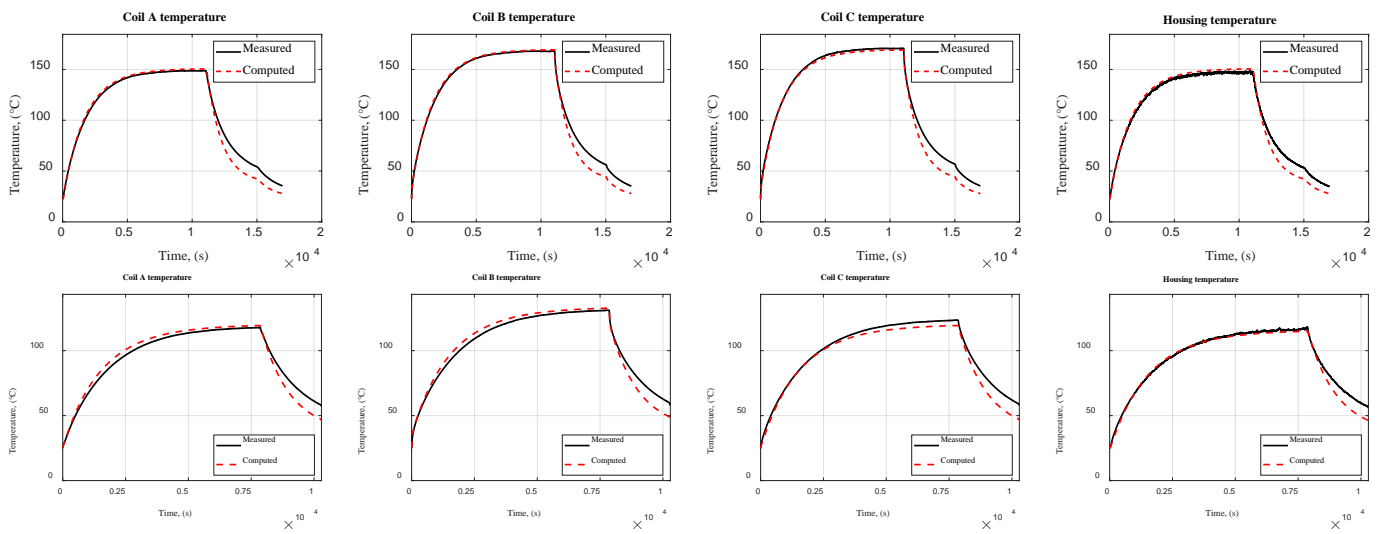 Coil A temperature
Measured
Computed
150
100
50
0
Temperature, (°C)
0
0.5
1
1.5
2
Time, (s)
× 10 4
Coil B temperature
Measured
Computed
150
100
50
0
Temperature, (°C)
0
0.5
1
1.5
2
Time, (s)
× 10 4
Coil C temperature
Measured
Computed
150
100
50
0
Temperature, (°C)
0
0.5
1
1.5
2
Time, (s)
× 10 4
Housing temperature
Measured
Computed
150
100
50
0
Temperature, (°C)
0
0.5
1
1.5
2
Time, (s)
× 10 4
Coil A temperature
100
50
0
Temperature, (°C)
Measured
Computed
0
0.25
0.5
0.75
1
Time, (s)
× 10 4
Coil B temperature
100
50
0
Temperature, (°C)
Measured
Computed
0
0.25
0.5
0.75
1
Time, (s)
× 10 4
Coil C temperature
100
50
0
Temperature, (°C)
Measured
Computed
0
0.25
0.5
0.75
1
Time, (s)
× 10 4
Housing temperature
100
50
0
Temperature, (°C)
Measured
Computed
0
0.25
0.5
0.75
1
Time, (s)
× 10 4